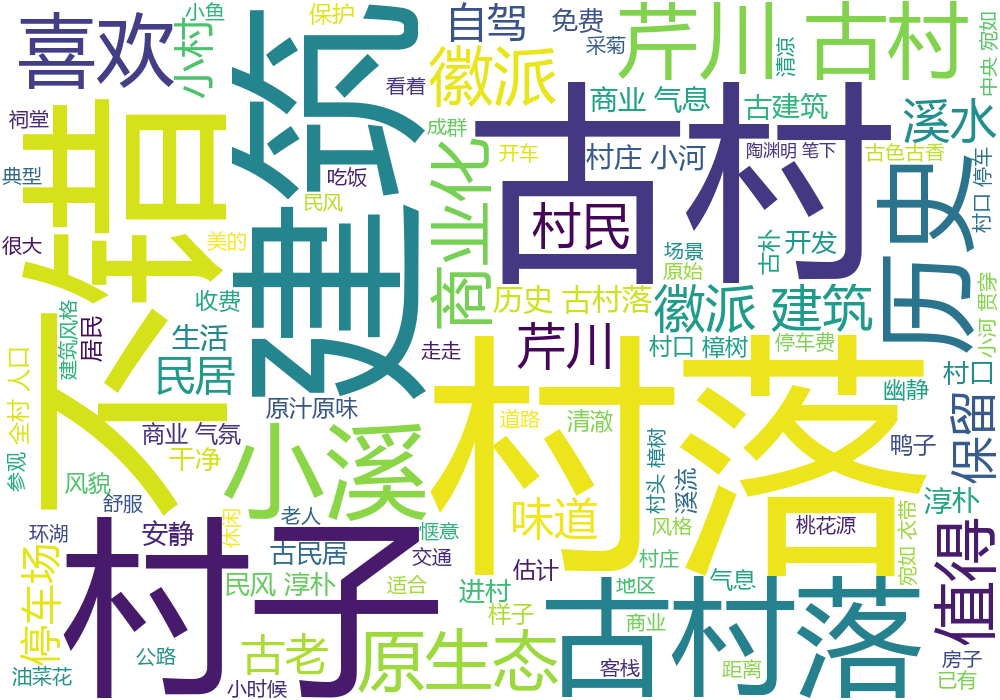 小鱼
保护
自驾
免费
芹川 古村
喜欢
小村
建筑
徽派
采菊
清凉
中央 宛如
看着
商业 气息
古建筑
溪水
祠堂
不错
古村
成群
开车
村庄 小河
陶渊明 笔下
古色古香
历史
村口 停车
典型
吃饭
商业化
民风
村民
很大
美的
场景
古朴
开发
原始
收费
历史 古村落
徽派 建筑
小河 贯穿
建筑风格
居民
生活
芹川
走走
村口 樟树
停车费
村落
民居
村口
幽静
参观 全村 人口
原汁原味
道路
清澈
保留
商业 气氛
小溪
鸭子
干净
村头 樟树
溪流
风貌
味道
淳朴
舒服
休闲
老人
风格
桃花源
宛如 衣带
环湖
安静
惬意
村子
停车场
古民居
交通
估计
村庄
值得
民风 淳朴
适合
进村
地区
气息
古村落
样子
商业
古老
原生态
公路
房子
油菜花
小时候
客栈
距离
已有